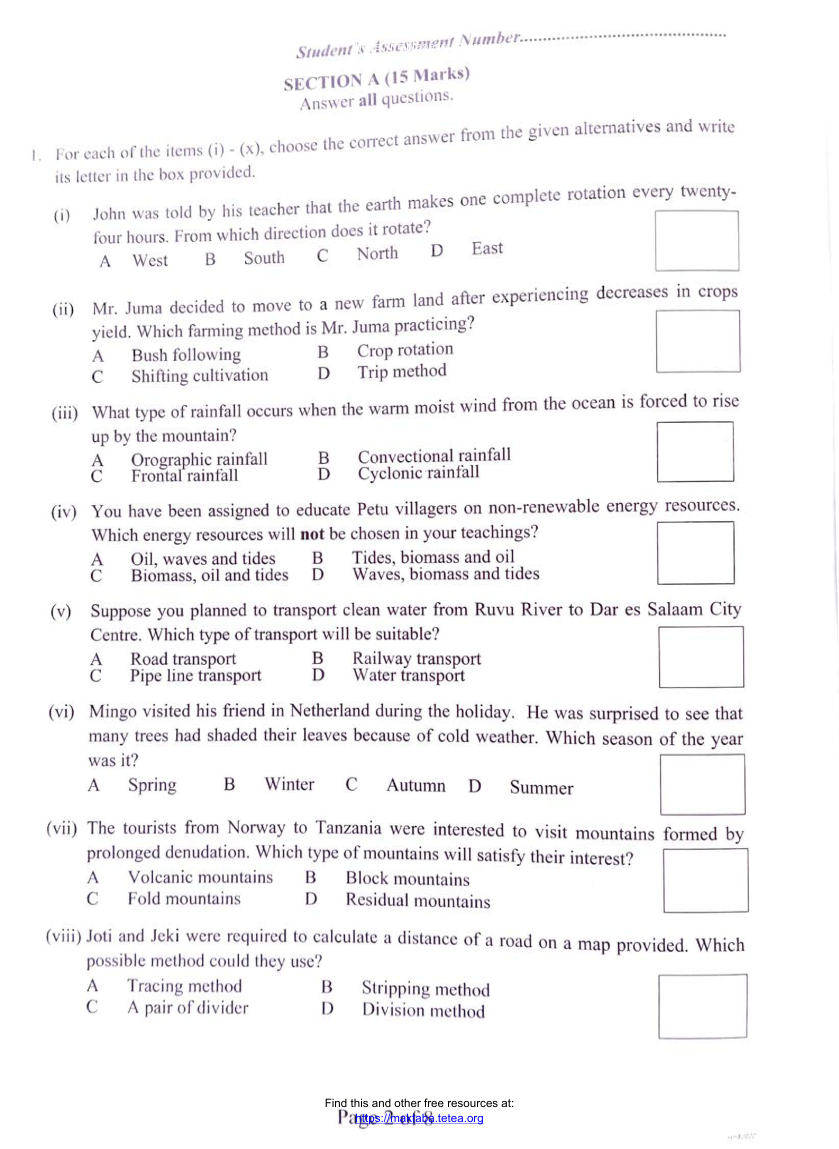 Student's Assessment Number..................................................
SECTION A (15 Marks)
Answer all questions.
1. For each of the items (i) - (x), choose the correct answer from the given alternatives and write
its letter in the box provided.
(i) John was told by his teacher that the earth makes one complete rotation every twenty-
four hours. From which direction does it rotate?
A West B South C North D East
(ii) Mr. Juma decided to move to a new farm land after experiencing decreases in crops
yield. Which farming method is Mr. Juma practicing?
A Bush following B Crop rotation
C Shifting cultivation D Trip method
(iii) What type of rainfall occurs when the warm moist wind from the ocean is forced to rise
up by the mountain?
A Orographic rainfall B Convectional rainfall
C Frontal rainfall D Cyclonic rainfall
(iv) You have been assigned to educate Petu villagers on non-renewable energy resources.
Which energy resources will not be chosen in your teachings?
A Oil, waves and tides B Tides, biomass and oil
C Biomass, oil and tides D Waves, biomass and tides
(v) Suppose you planned to transport clean water from Ruvu River to Dar es Salaam City
Centre. Which type of transport will be suitable?
A Road transport B Railway transport
C Pipe line transport D Water transport
(vi) Mingo visited his friend in Netherland during the holiday. He was surprised to see that
many trees had shaded their leaves because of cold weather. Which season of the year
was it?
A Spring B Winter C Autumn D Summer
(vii) The tourists from Norway to Tanzania were interested to visit mountains formed by
prolonged denudation. Which type of mountains will satisfy their interest?
A Volcanic mountains B Block mountains
C Fold mountains D Residual mountains
(viii) Joti and Jeki were required to calculate a distance of a road on a map provided. Which
possible method could they use?
A Tracing method B Stripping method
C A pair of divider D Division method
Find this and other free resources at:
Page 2 of 8
https://maktaba.tetea.org